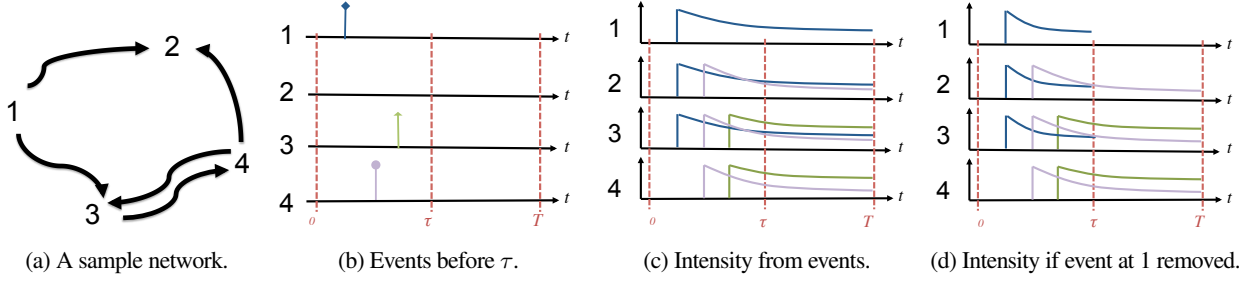 1
2
3
4
1
2
3
4
t
t
t
t
0
τ
T
1
2
3
4
t
t
t
t
0
τ
T
1
2
3
4
t
t
t
t
0
τ
T
(a) A sample network.
(b) Events before τ.
(c) Intensity from events.
(d) Intensity if event at 1 removed.